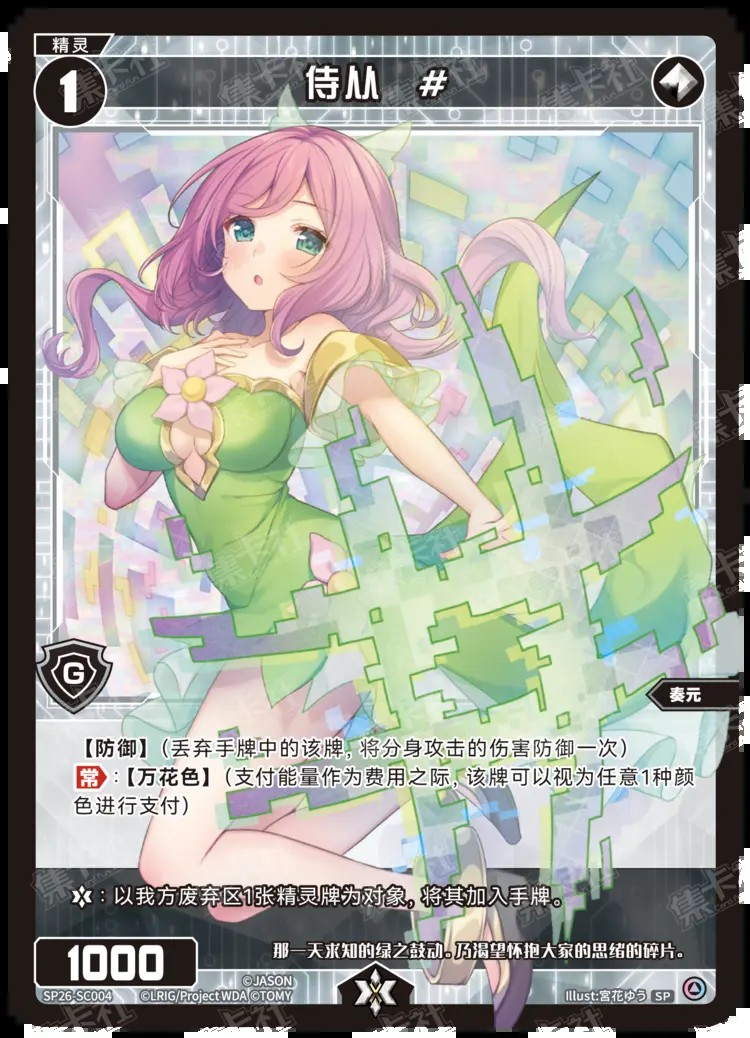 精灵
1
侍从 #
G
奏元
【防御】（丢弃手牌中的该牌, 将分身攻击的伤害防御一次）
常：【万花色】（支付能量作为费用之际, 该牌可以视为任意1种颜
色进行支付）
：以我方废弃区1张精灵牌为对象, 将其加入手牌。
那一天求知的绿之鼓动。乃渴望怀抱大家的思绪的碎片。
1000
©JASON
SP26-SC004 ©LRIG/Project WDA ©TOMY
Illust:宮花ゆう SP
集卡社